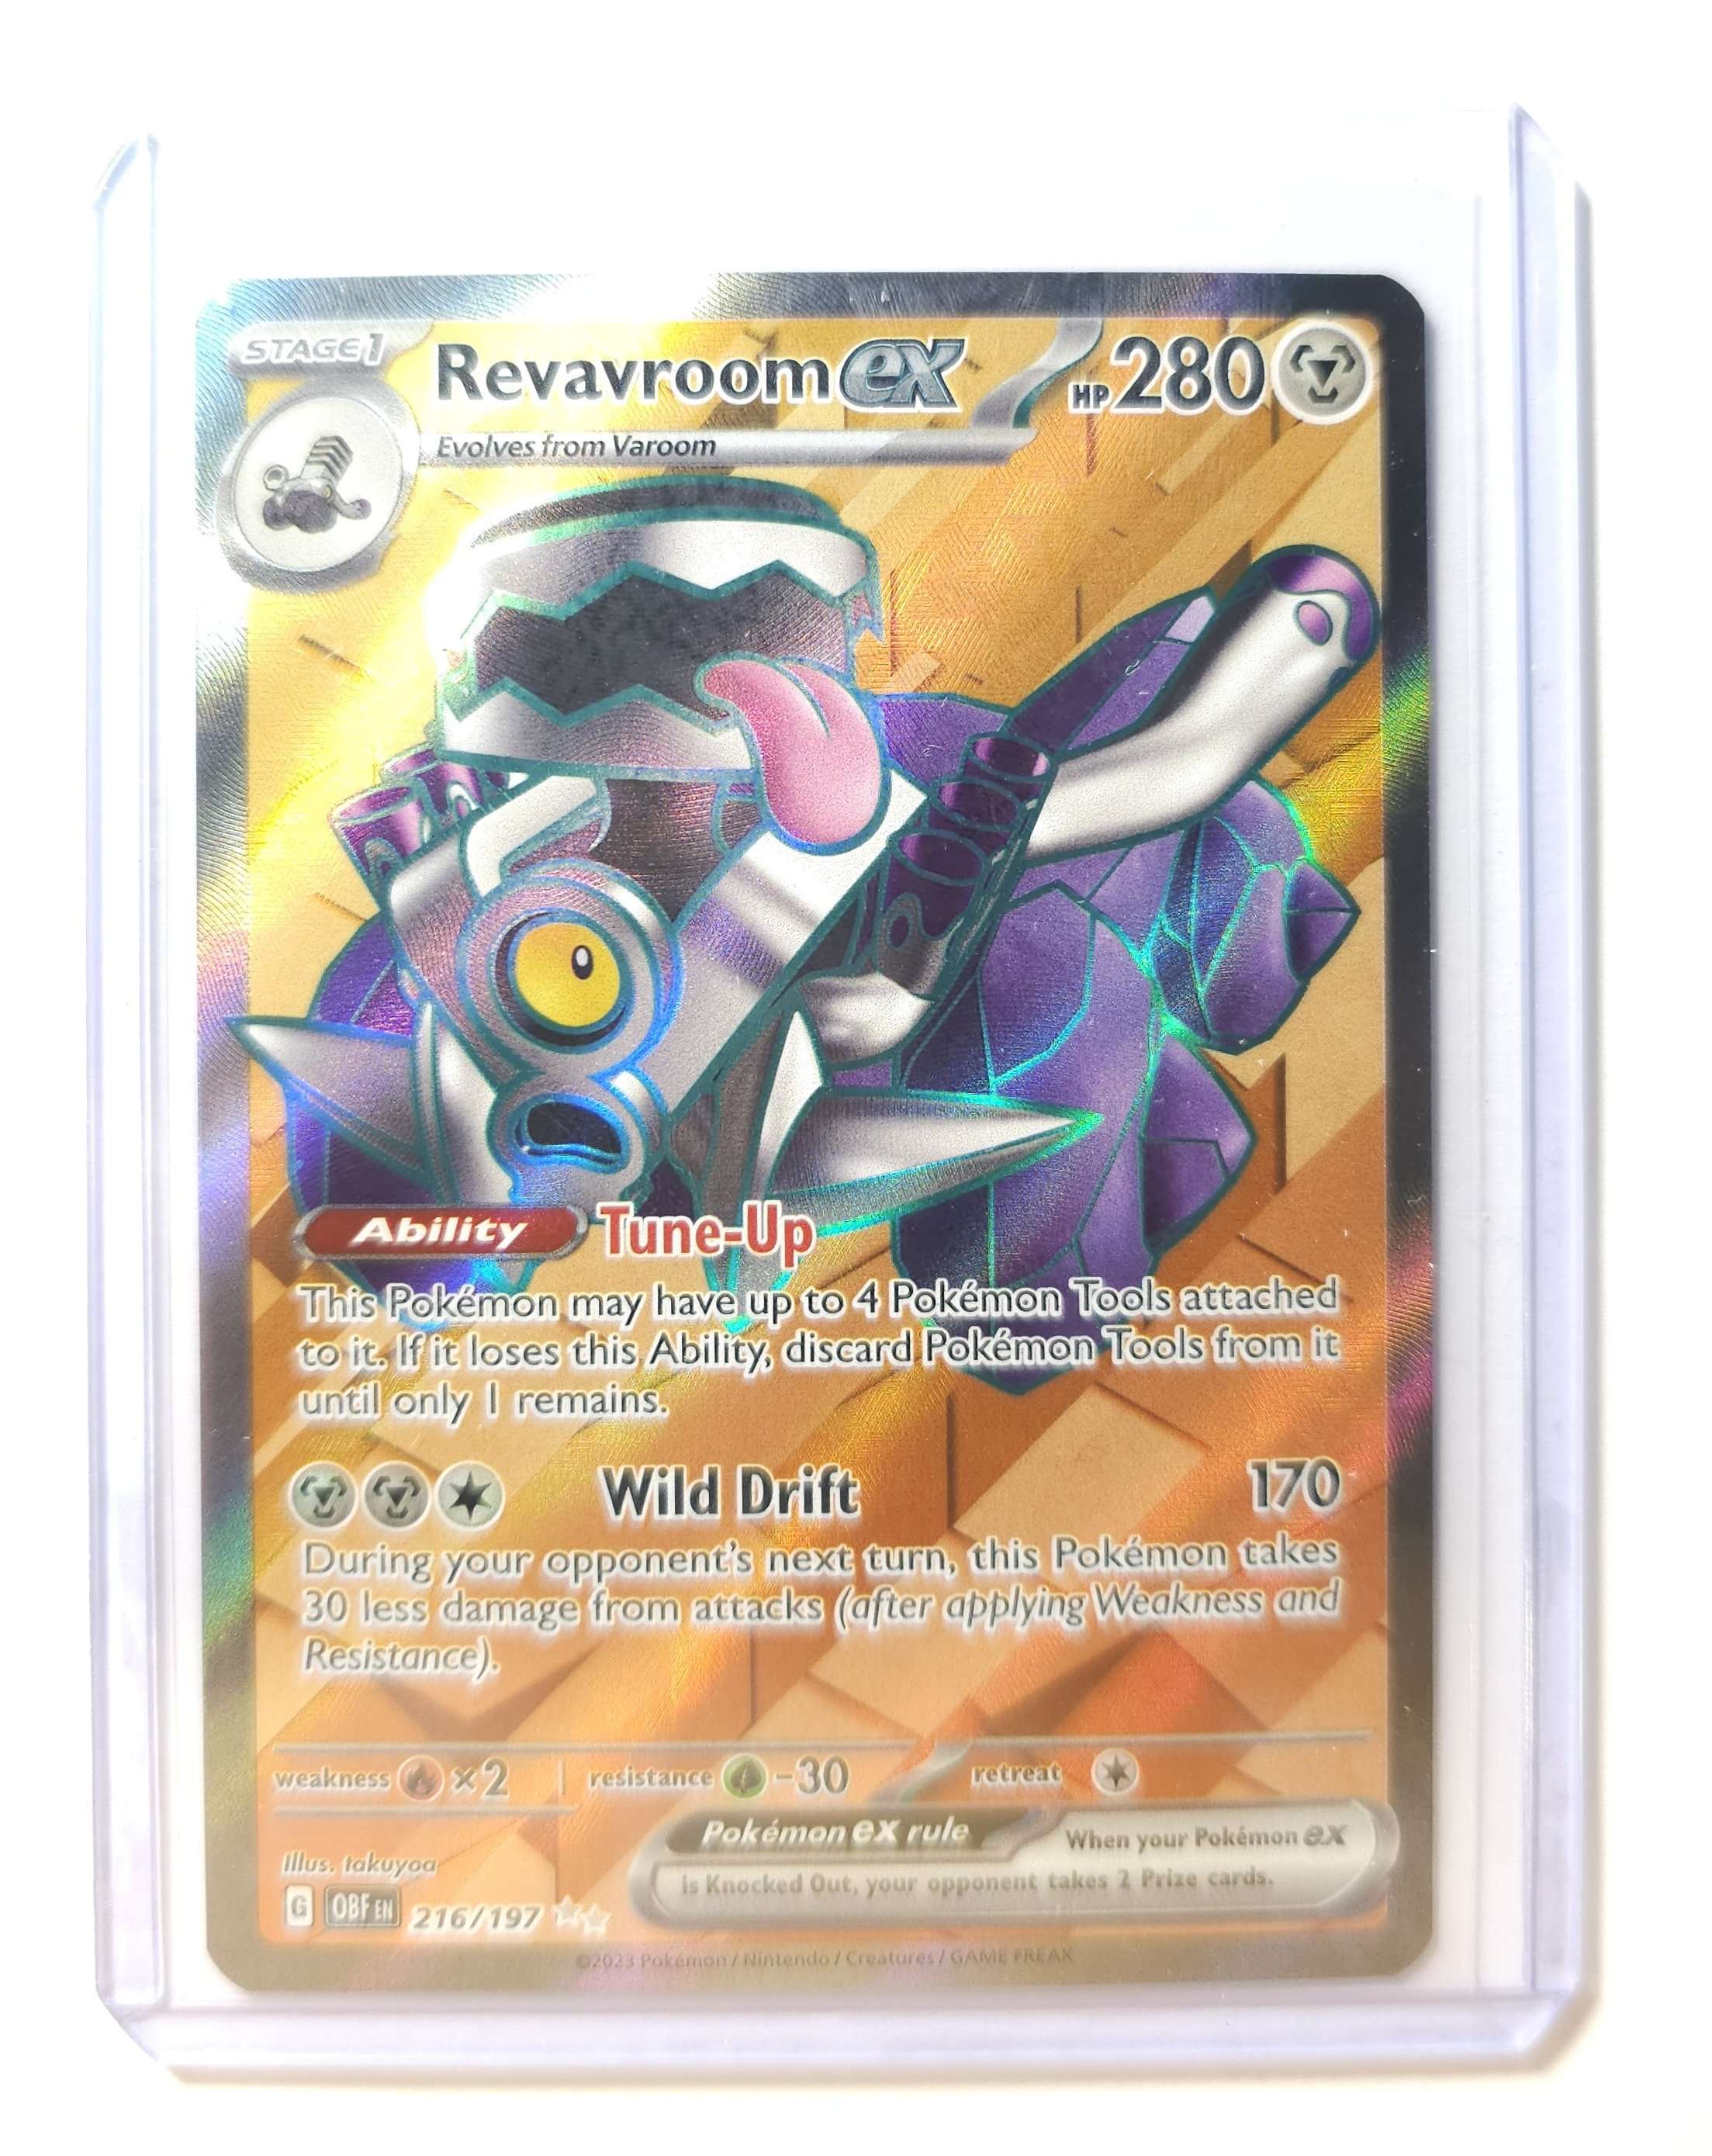 STAGE 1
Revavroom ex HP 280
Evolves from Varoom
Ability Tune-Up
This Pokémon may have up to 4 Pokémon Tools attached
to it. If it loses this Ability, discard Pokémon Tools from it
until only 1 remains.
Wild Drift 170
During your opponent's next turn, this Pokémon takes
30 less damage from attacks (after applying Weakness and
Resistance).
weakness ×2 resistance -30 retreat
Pokémon ex rule When your Pokémon ex
is Knocked Out, your opponent takes 2 Prize cards.
Illus. takuyoa
G OBF EN 216/197
©2023 Pokémon / Nintendo / Creatures / GAME FREAK